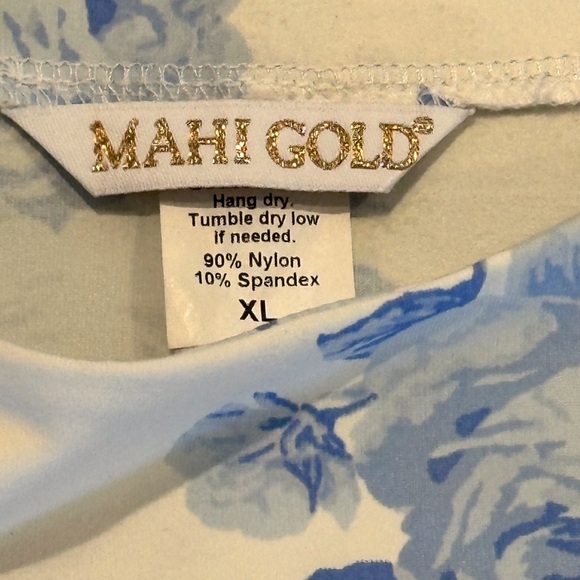 MAHI GOLD®
Hang dry.
Tumble dry low
if needed.
90% Nylon
10% Spandex
XL